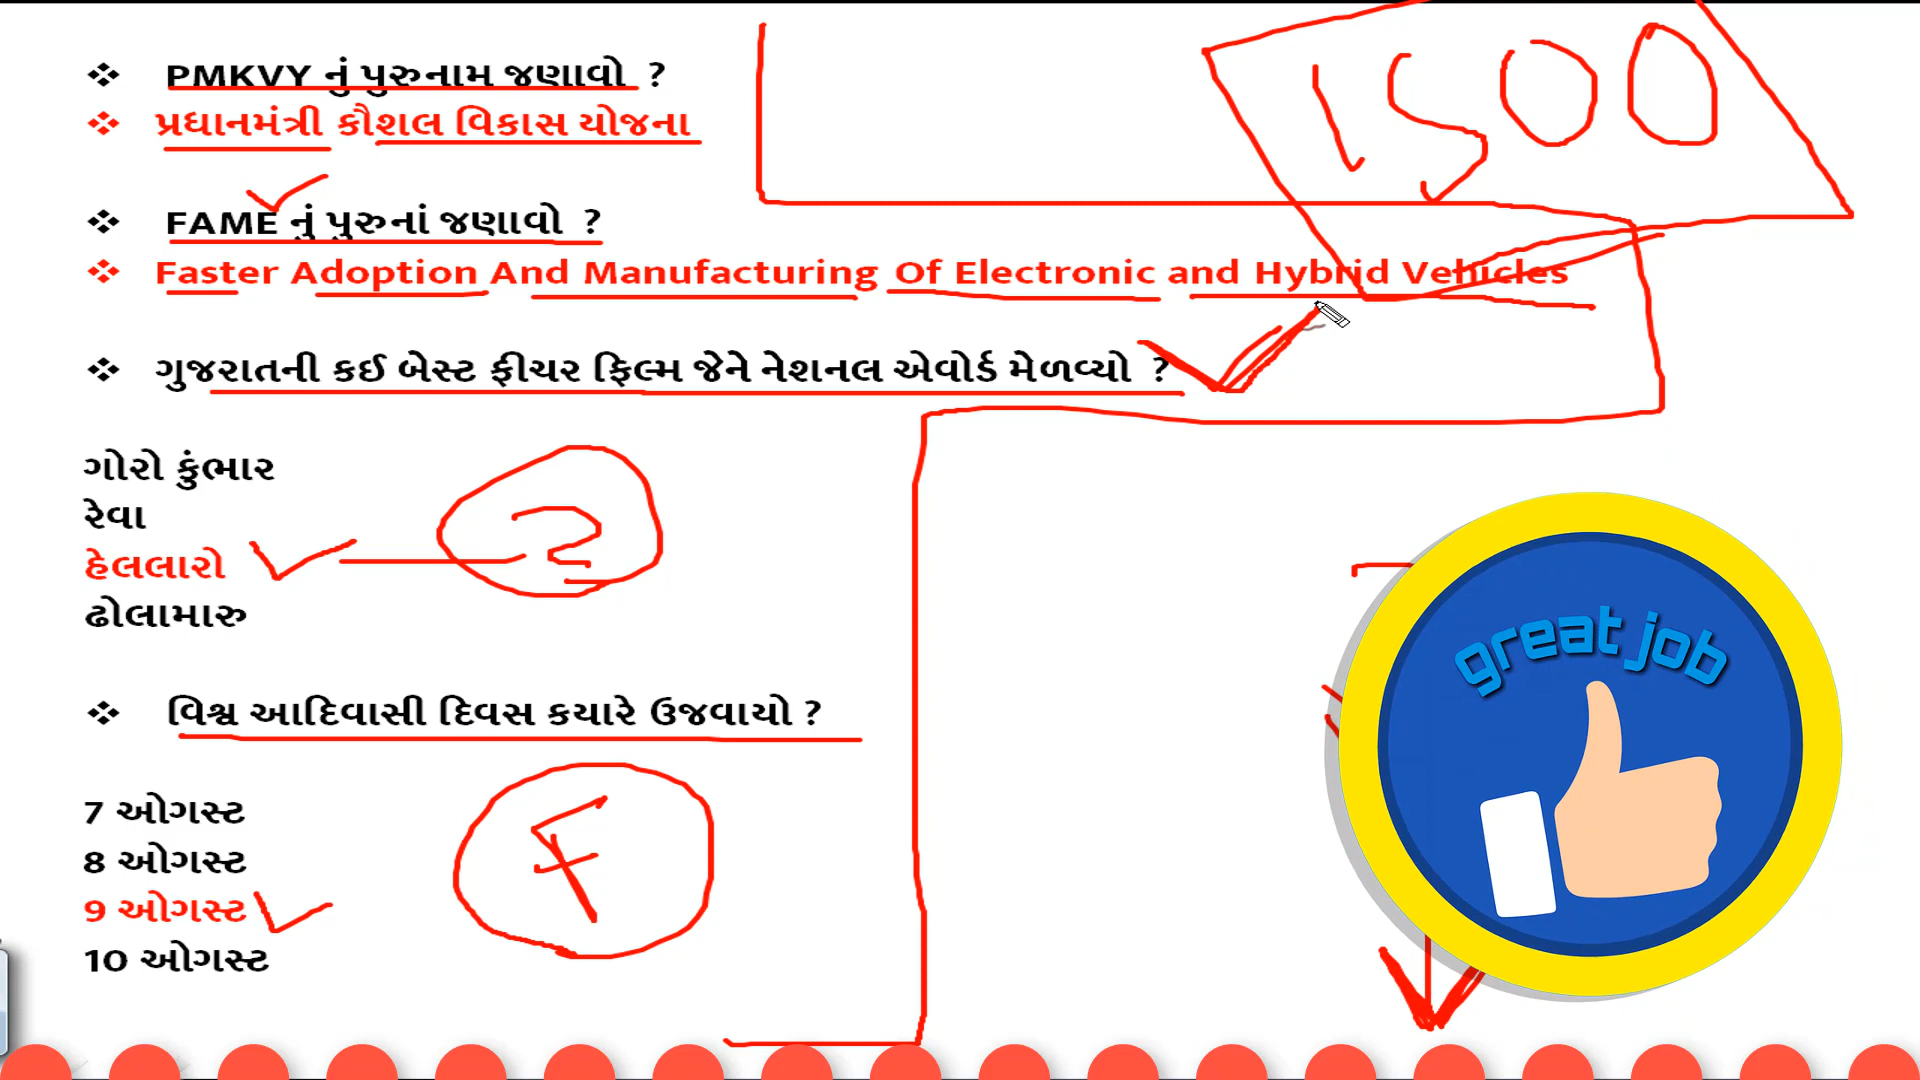 ❖ PMKVY નું પુરુનામ જણાવો ?
❖ પ્રધાનમંત્રી કૌશલ વિકાસ યોજના
1500
❖ FAME નું પુરુનાં જણાવો ?
❖ Faster Adoption And Manufacturing Of Electronic and Hybrid Vehicles
❖ ગુજરાતની કઈ બેસ્ટ ફીચર ફિલ્મ જેને નેશનલ એવોર્ડ મેળવ્યો ?
ગોરો કુંભાર
રેવા
હેલલારો
ઢોલામારુ
great job
❖ વિશ્વ આદિવાસી દિવસ કયારે ઉજવાયો ?
7 ઓગસ્ટ
8 ઓગસ્ટ
9 ઓગસ્ટ
10 ઓગસ્ટ